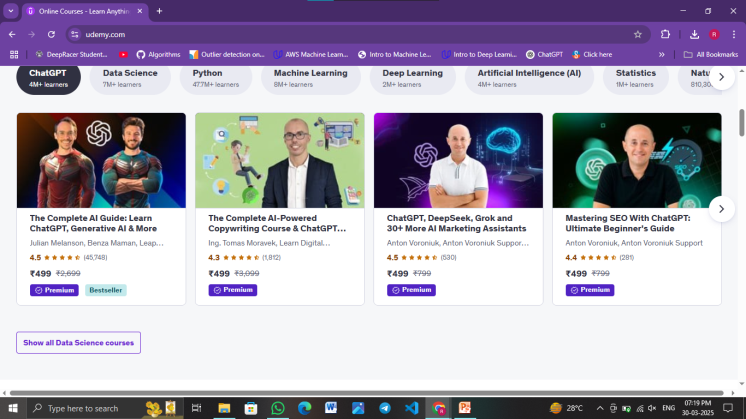 Online Courses - Learn Anythin
udemy.com
DeepRacer Student...
Algorithms
Outlier detection on...
AWS Machine Learn...
Intro to Machine Le...
Intro to Deep Learni...
ChatGPT
Click here
All Bookmarks
ChatGPT
4M+ learners
Data Science
7M+ learners
Python
47.7M+ learners
Machine Learning
8M+ learners
Deep Learning
2M+ learners
Artificial Intelligence (AI)
4M+ learners
Statistics
1M+ learners
Natu
810,30
The Complete AI Guide: Learn
ChatGPT, Generative AI & More
Julian Melanson, Benza Maman, Leap...
4.5 (45,748)
₹499 ₹2,699
Premium Bestseller
The Complete AI-Powered
Copywriting Course & ChatGPT...
Ing. Tomas Moravek, Learn Digital...
4.3 (1,812)
₹499 ₹3,099
Premium
ChatGPT, DeepSeek, Grok and
30+ More AI Marketing Assistants
Anton Voroniuk, Anton Voroniuk Suppor...
4.5 (530)
₹499 ₹799
Premium
Mastering SEO With ChatGPT:
Ultimate Beginner's Guide
Anton Voroniuk, Anton Voroniuk Support
4.4 (281)
₹499 ₹799
Premium
Show all Data Science courses
Type here to search
28°C
ENG
07:19 PM
30-03-2025